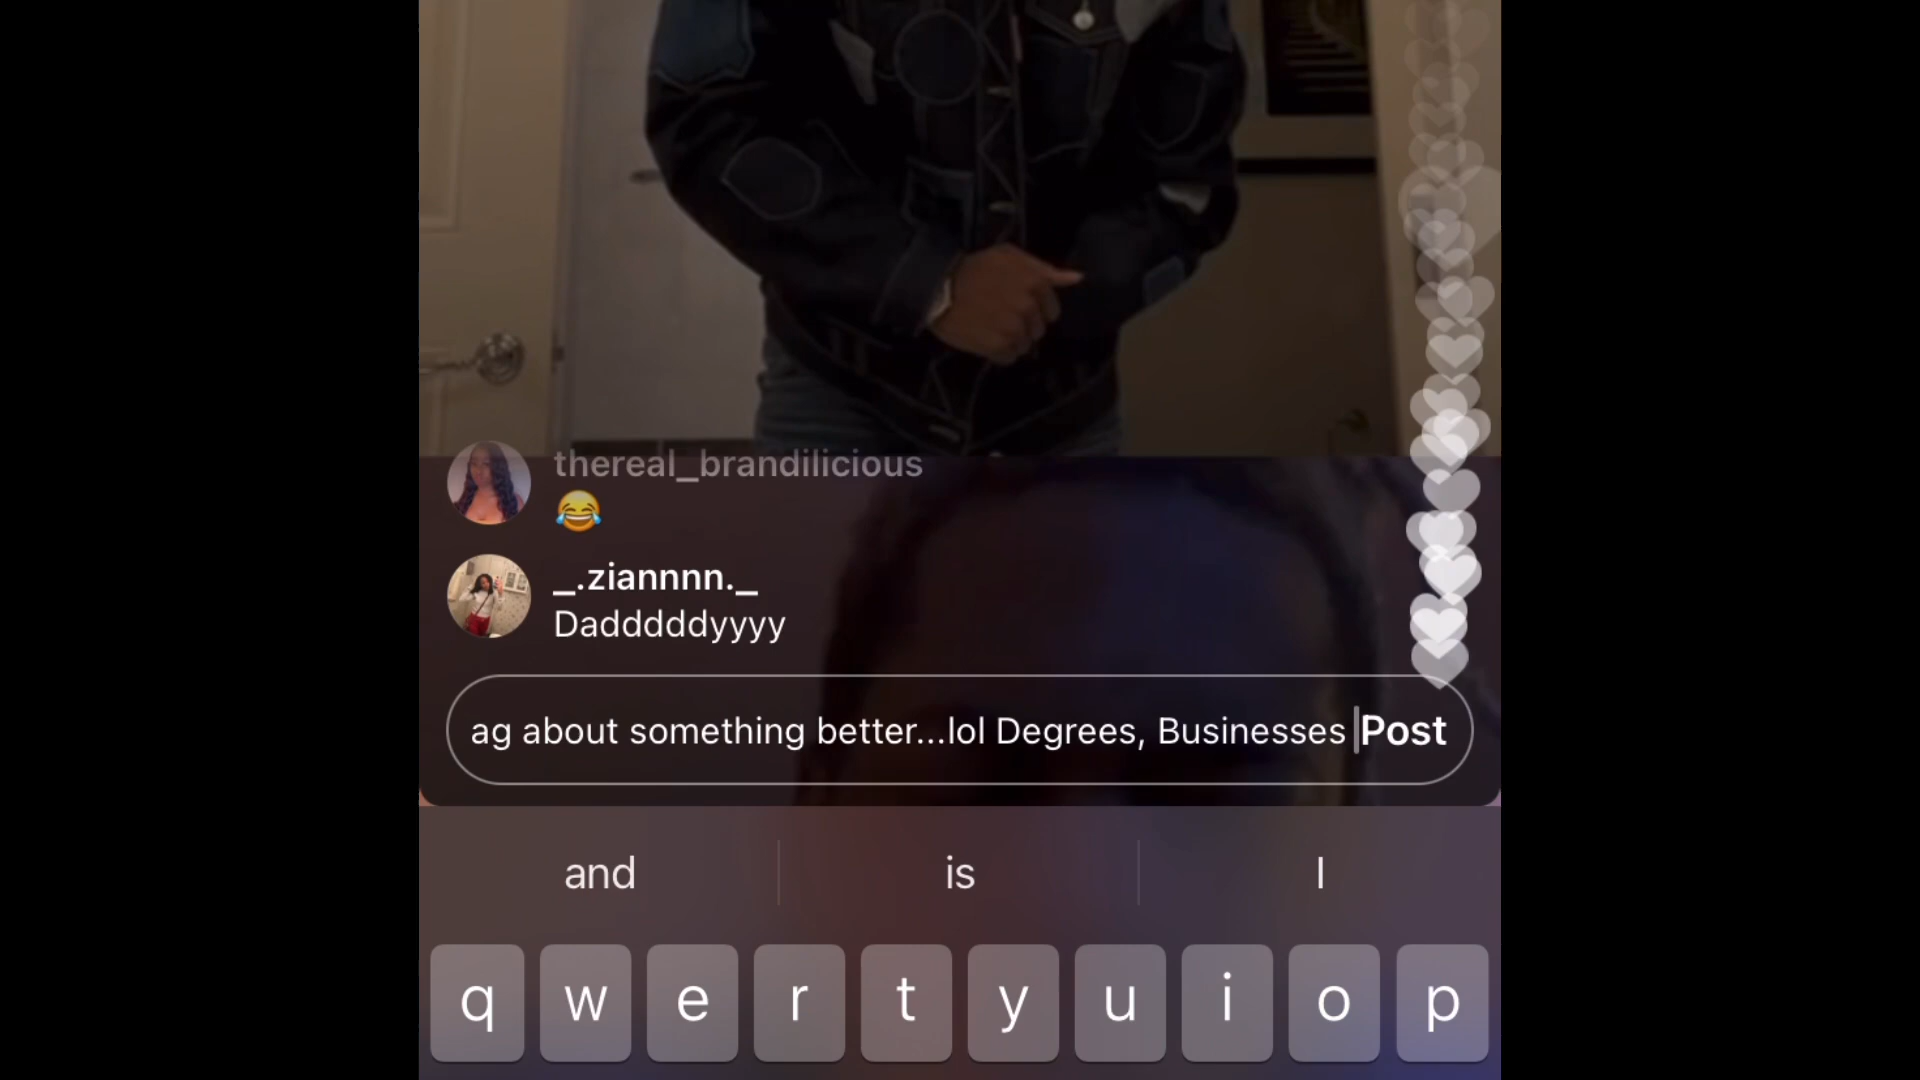 thereal_brandilicious
😂
_.ziannnn._
Dadddddyyyy
ag about something better...lol Degrees, Businesses Post
and is I
q w e r t y u i o p